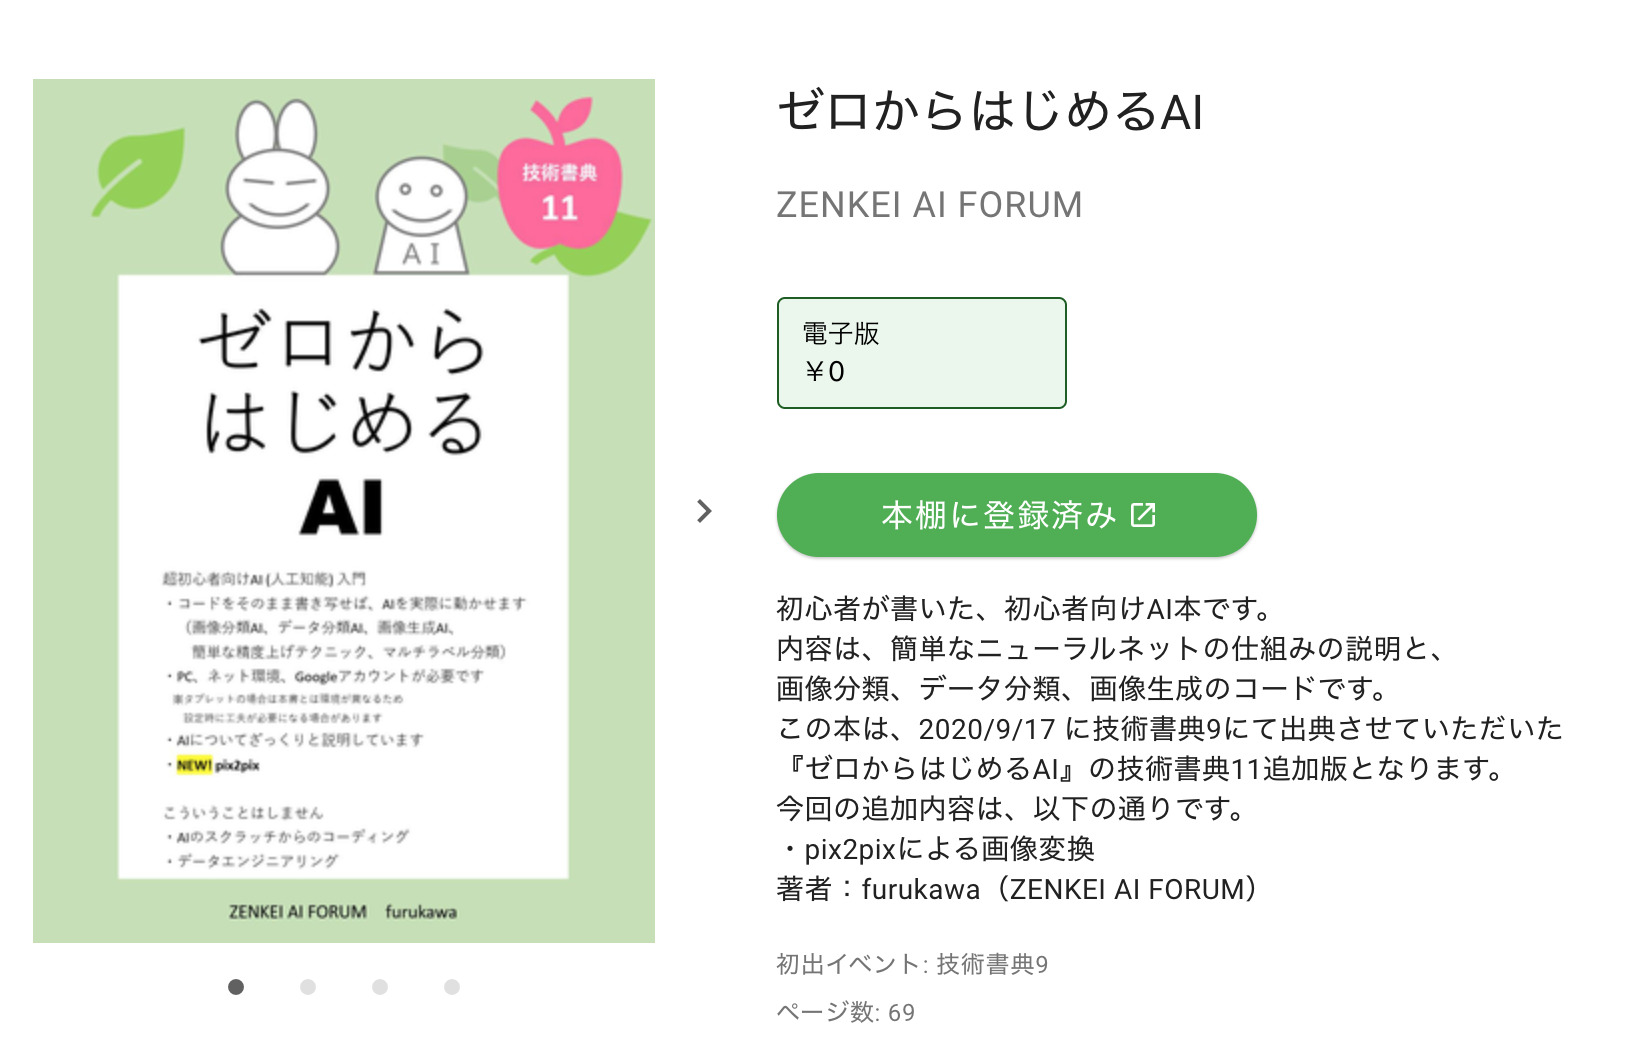 技術書典
11
AI
ゼロから
はじめる
AI
超初心者向けAI (人工知能) 入門
・コードをそのまま書き写せば、AIを実際に動かせます
（画像分類AI、データ分類AI、画像生成AI、
簡単な精度上げテクニック、マルチラベル分類）
・PC、ネット環境、Googleアカウントが必要です
※タブレットの場合は本書とは環境が異なるため
設定時に工夫が必要になる場合があります
・AIについてざっくりと説明しています
・NEW! pix2pix
こういうことはしません
・AIのスクラッチからのコーディング
・データエンジニアリング
ZENKEI AI FORUM furukawa
ゼロからはじめるAI
ZENKEI AI FORUM
電子版
￥0
本棚に登録済み
初心者が書いた、初心者向けAI本です。
内容は、簡単なニューラルネットの仕組みの説明と、
画像分類、データ分類、画像生成のコードです。
この本は、2020/9/17 に技術書典9にて出典させていただいた
『ゼロからはじめるAI』の技術書典11追加版となります。
今回の追加内容は、以下の通りです。
・pix2pixによる画像変換
著者：furukawa（ZENKEI AI FORUM）
初出イベント: 技術書典9
ページ数: 69